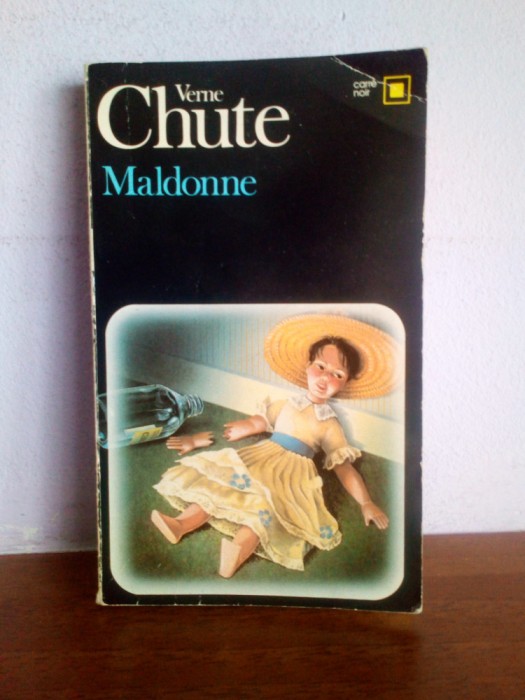 Verne
Chute
Maldonne
carré
noir